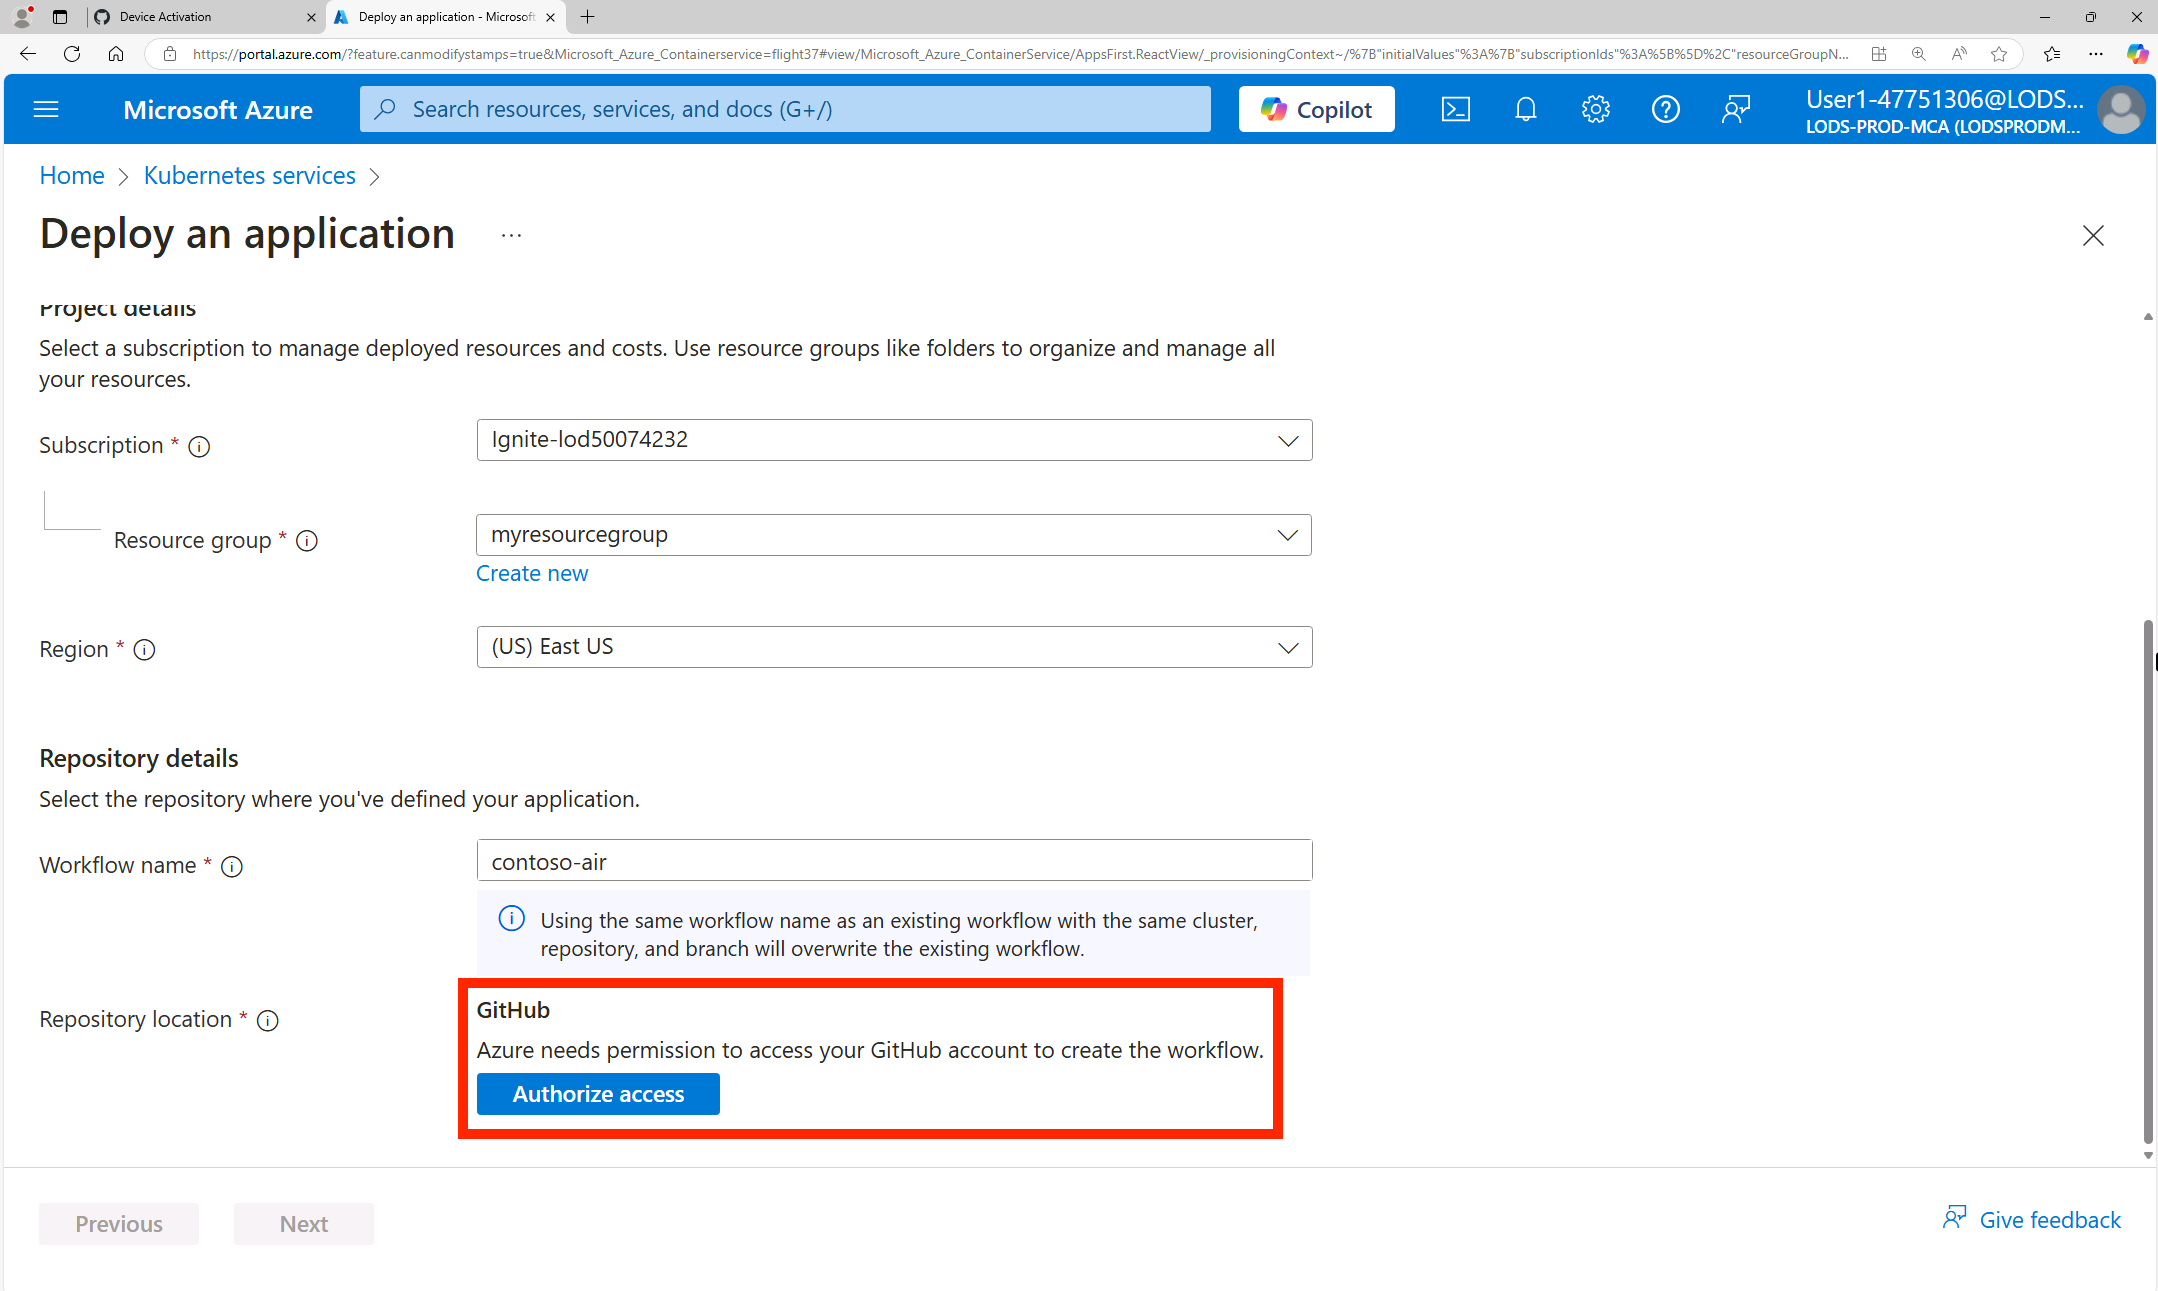 Device Activation
Deploy an application - Microsoft
https://portal.azure.com/?feature.canmodifystamps=true&Microsoft_Azure_Containerservice=flight37#view/Microsoft_Azure_ContainerService/AppsFirst.ReactView/_provisioningContext~/%7B"initialValues"%3A%7B"subscriptionIds"%3A%5B%5D%2C"resourceGroupN...
Microsoft Azure
Search resources, services, and docs (G+/)
Copilot
User1-47751306@LODS...
LODS-PROD-MCA (LODSPRODM...
Home > Kubernetes services >
Deploy an application ...
Project details
Select a subscription to manage deployed resources and costs. Use resource groups like folders to organize and manage all
your resources.
Subscription *
Ignite-lod50074232
Resource group *
myresourcegroup
Create new
Region *
(US) East US
Repository details
Select the repository where you've defined your application.
Workflow name *
contoso-air
Using the same workflow name as an existing workflow with the same cluster,
repository, and branch will overwrite the existing workflow.
Repository location *
GitHub
Azure needs permission to access your GitHub account to create the workflow.
Authorize access
Previous
Next
Give feedback